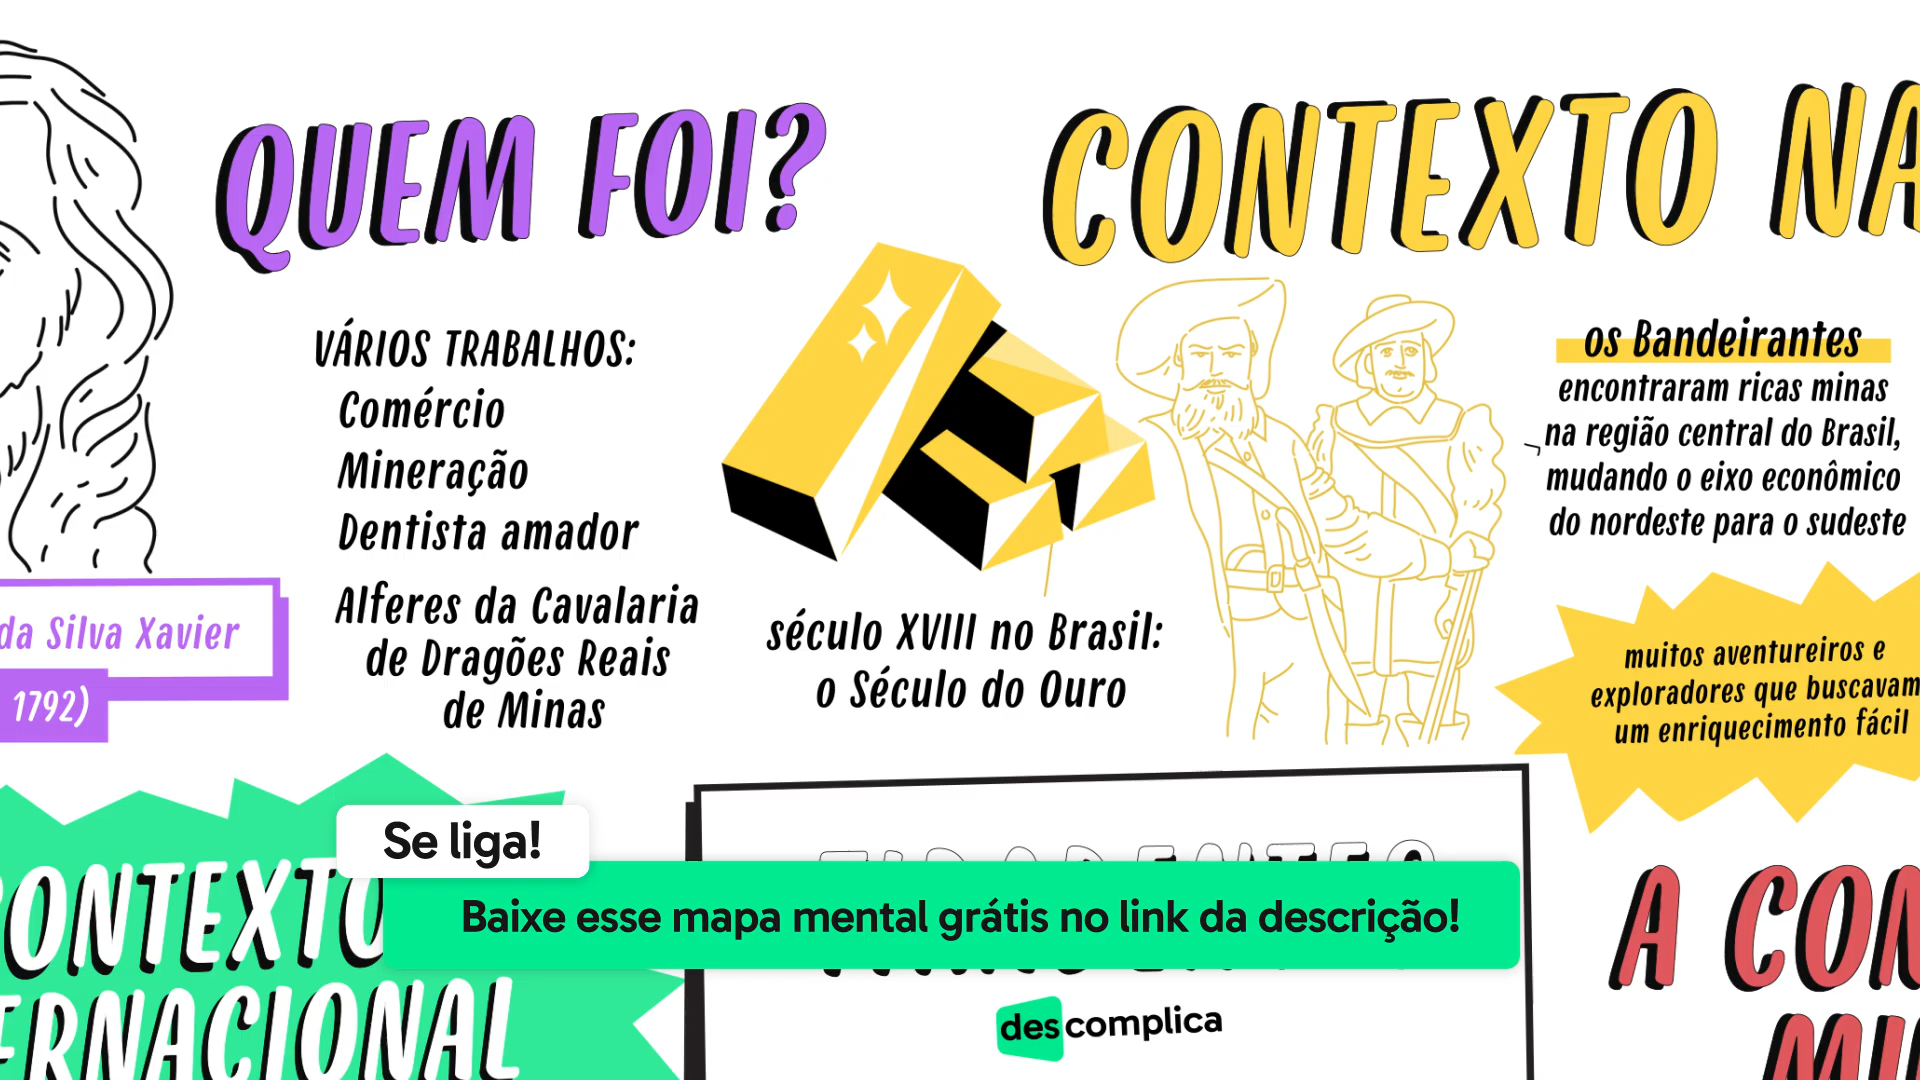 QUEM FOI?
VÁRIOS TRABALHOS:
Comércio
Mineração
Dentista amador
Alferes da Cavalaria
de Dragões Reais
de Minas
da Silva Xavier
1792)
CONTEXTO NA
século XVIII no Brasil:
o Século do Ouro
os Bandeirantes
encontraram ricas minas
na região central do Brasil,
mudando o eixo econômico
do nordeste para o sudeste
muitos aventureiros e
exploradores que buscavam
um enriquecimento fácil
CONTEXTO
ERNACIONAL
Se liga!
Baixe esse mapa mental grátis no link da descrição!
descomplica
A CON
MI